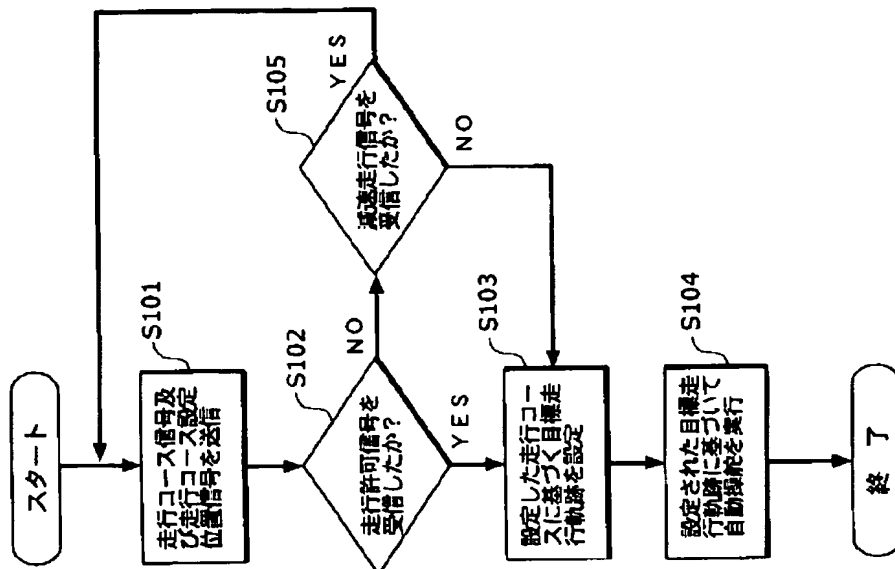 スタート
S101
走行コース信号及
び走行コース設定
位置信号を送信
S102
走行許可信号を
受信したか?
NO
YES
S105
減速走行信号を
受信したか?
YES
NO
S103
設定した走行コー
スに基づく目標走
行軌跡を設定
S104
設定された目標走
行軌跡に基づいて
自動操舵を実行
終 了